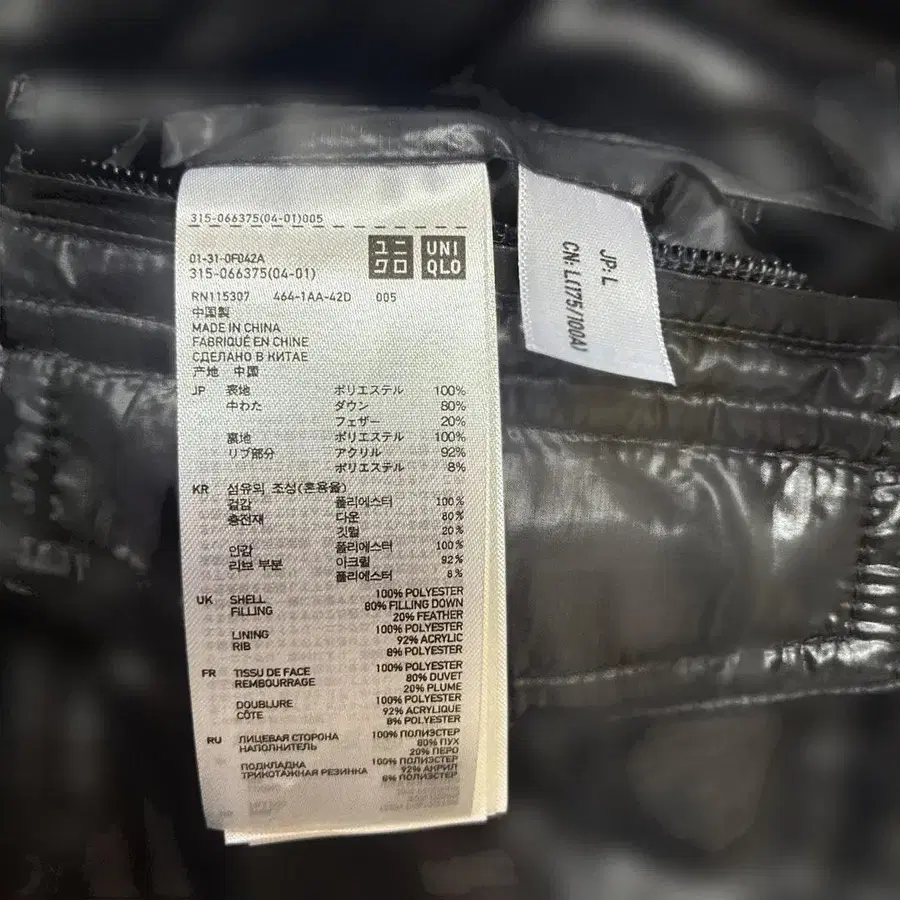 315-066375(04-01)005
01-31-0F042A
315-066375(04-01)
ユニクロ
UNIQLO
RN115307 464-1AA-42D 005
中国製
MADE IN CHINA
FABRIQUÉ EN CHINE
СДЕЛАНО В КИТАЕ
产地 中国
JP 表地 ポリエステル 100%
中わた ダウン 80%
フェザー 20%
裏地 ポリエステル 100%
リブ部分 アクリル 92%
ポリエステル 8%
KR 섬유의 조성(혼용율)
겉감 폴리에스터 100%
충전재 다운 80%
깃털 20%
안감 폴리에스터 100%
리브 부분 아크릴 92%
폴리에스터 8%
UK SHELL 100% POLYESTER
FILLING 80% FILLING DOWN
20% FEATHER
LINING 100% POLYESTER
RIB 92% ACRYLIC
8% POLYESTER
FR TISSU DE FACE 100% POLYESTER
REMBOURRAGE 80% DUVET
20% PLUME
DOUBLURE 100% POLYESTER
CÔTE 92% ACRYLIQUE
8% POLYESTER
RU ЛИЦЕВАЯ СТОРОНА 100% ПОЛИЭСТЕР
НАПОЛНИТЕЛЬ 80% ПУХ
20% ПЕРО
ПОДКЛАДКА 100% ПОЛИЭСТЕР
ТРИКОТАЖНАЯ РЕЗИНКА 92% АКРИЛ
8% ПОЛИЭСТЕР
JP: L
CN: L(175/100A)